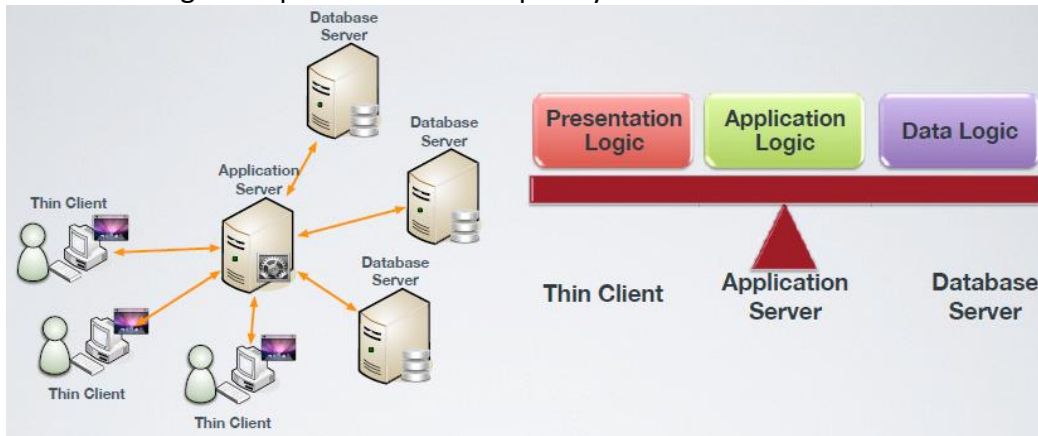 Database
Server
Database
Server
Application
Server
Thin Client
Database
Server
Thin Client
Thin Client
Presentation
Logic
Application
Logic
Data Logic
Thin Client
Application
Server
Database
Server